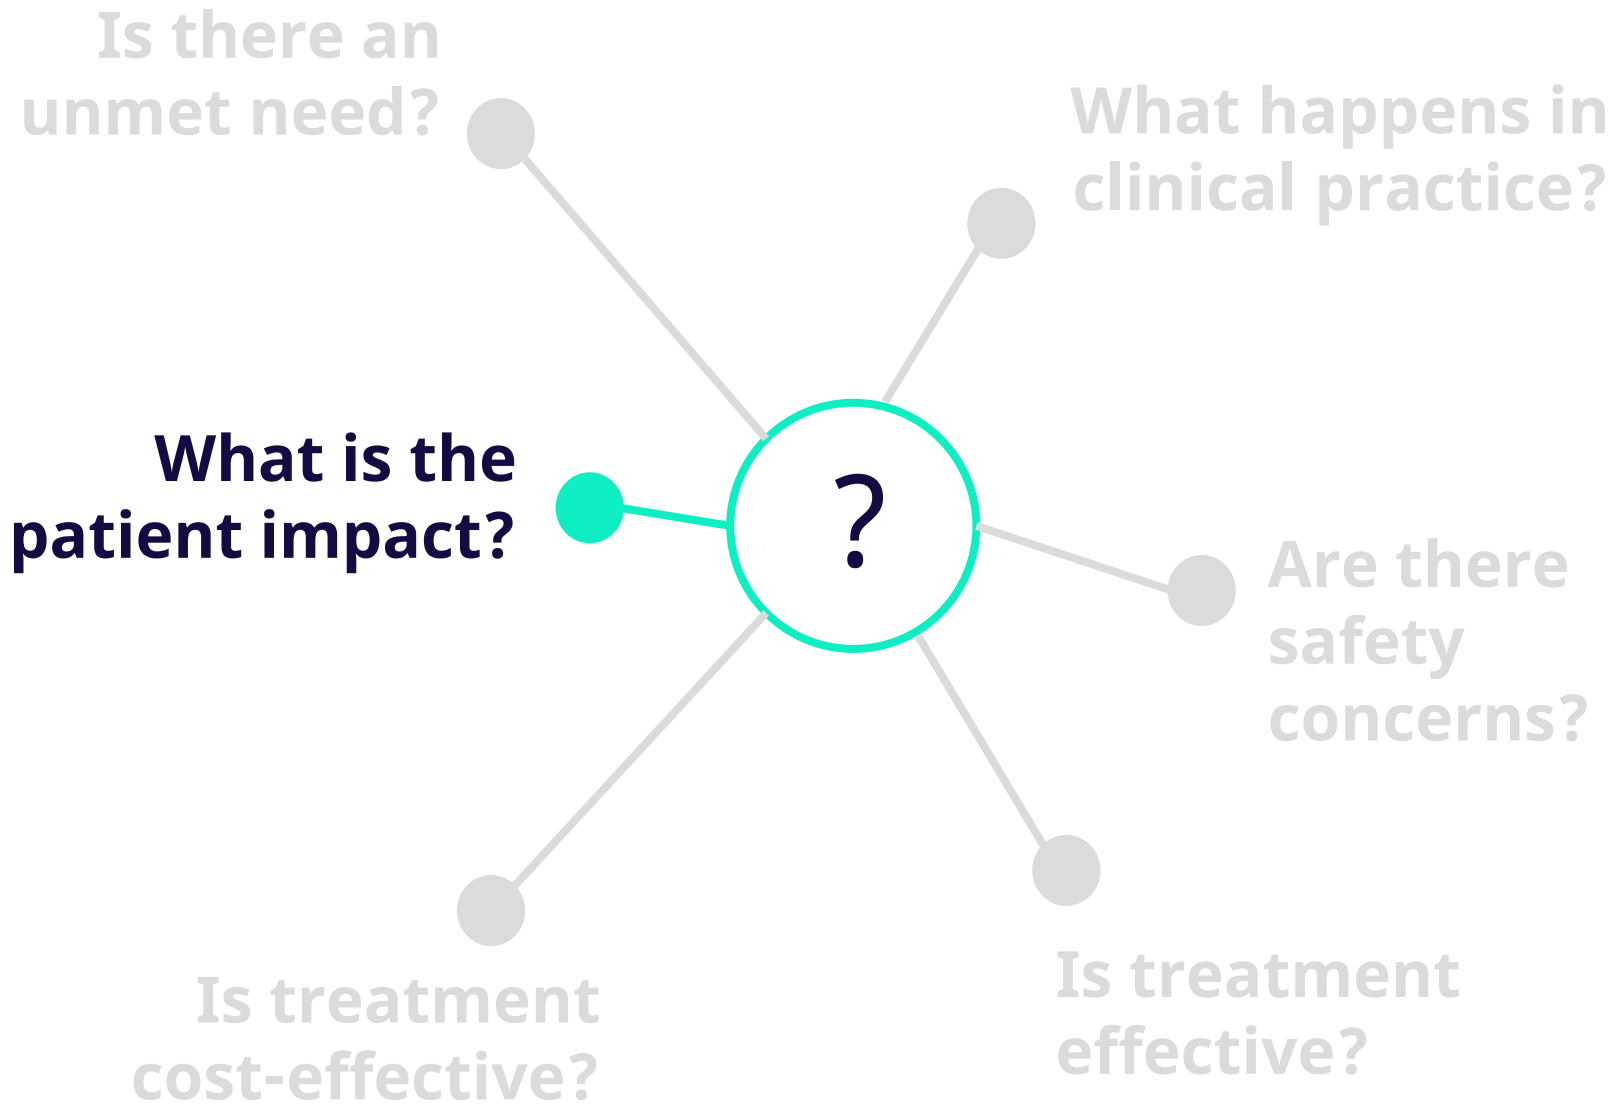 Is there an
unmet need?
What happens in
clinical practice?
What is the
patient impact?
?
Are there
safety
concerns?
Is treatment
cost-effective?
Is treatment
effective?